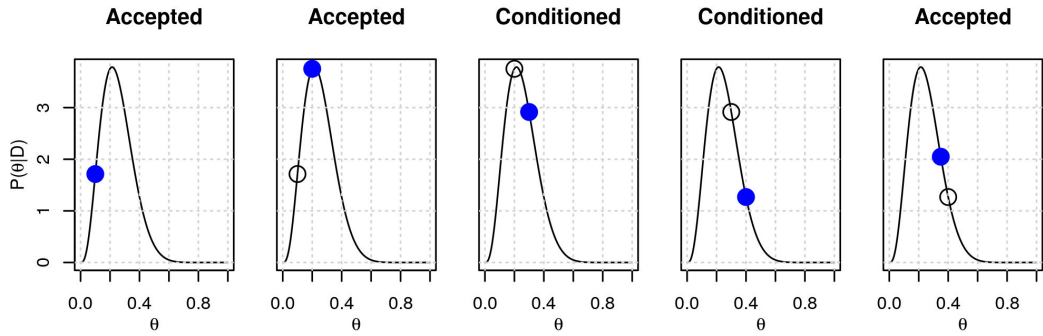 Accepted Accepted Conditioned Conditioned Accepted
P(θ|D)
3
2
1
0
0.0 0.4 0.8 0.0 0.4 0.8 0.0 0.4 0.8 0.0 0.4 0.8 0.0 0.4 0.8
θ θ θ θ θ